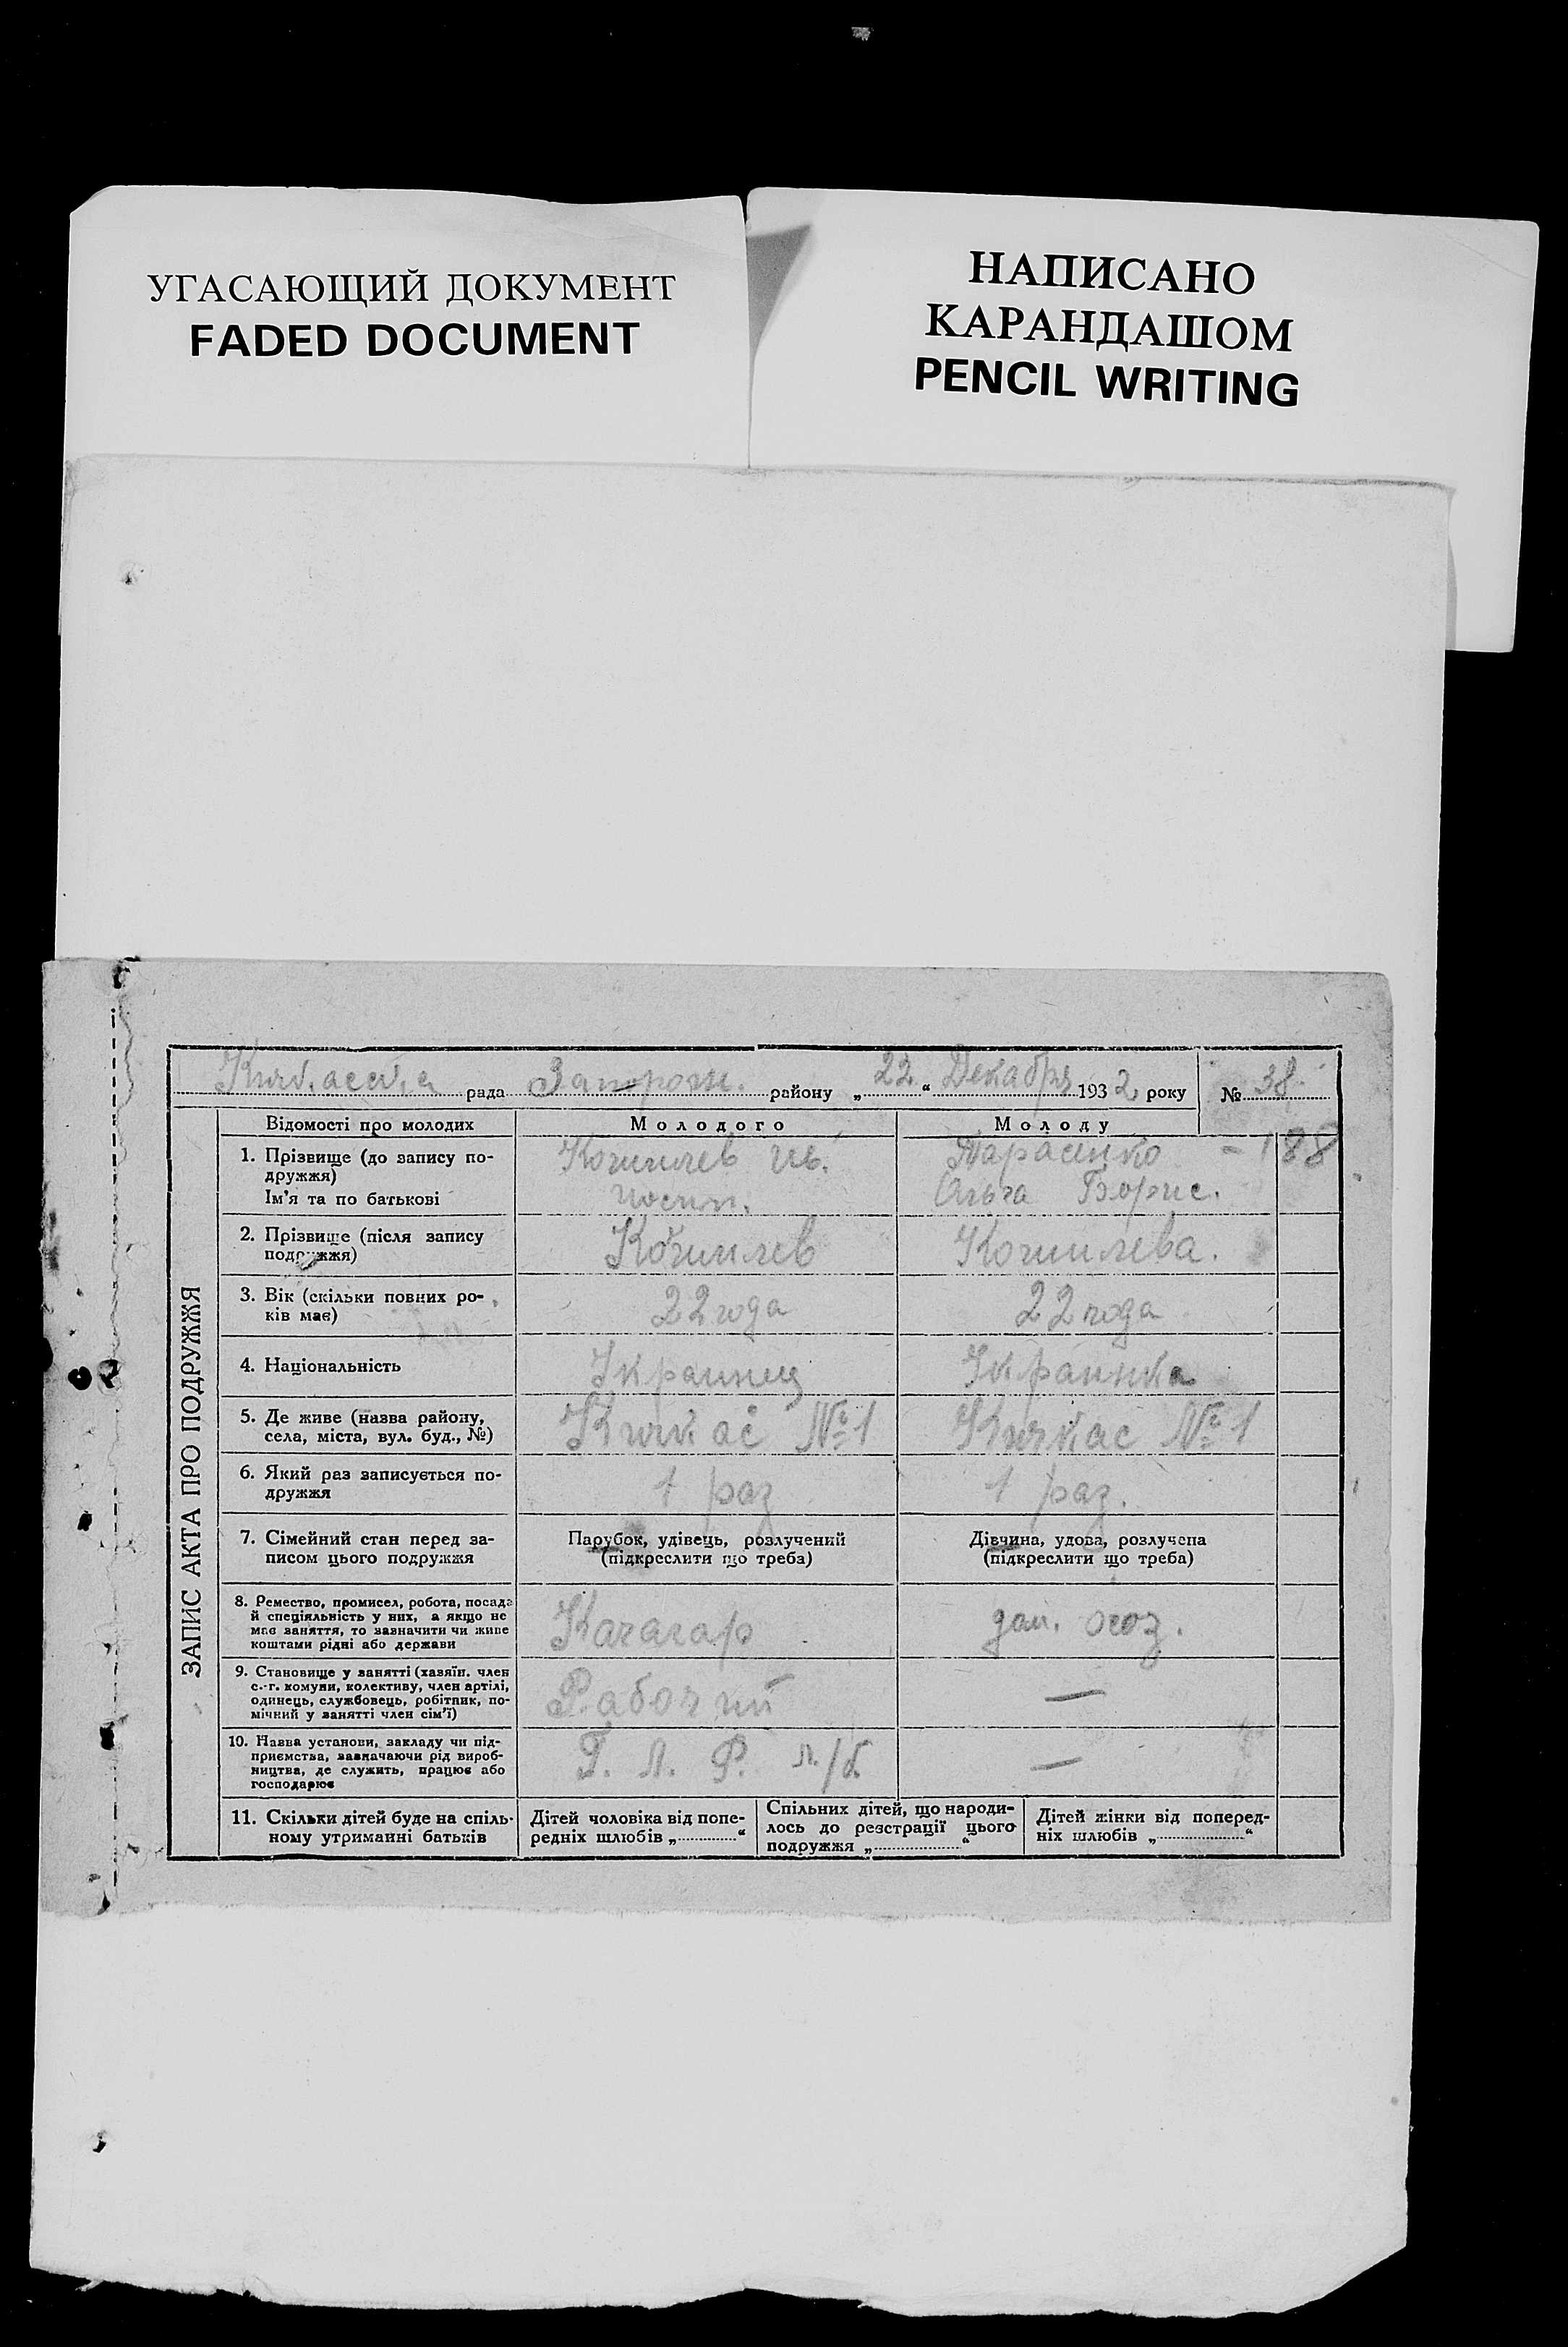 УГАСАЮЩИЙ ДОКУМЕНТ
FADED DOCUMENT
НАПИСАНО
КАРАНДАШОМ
PENCIL WRITING
рада Запорож. району „22“ Декабря 1932 року № 38
ЗАПИС АКТА ПРО ПОДРУЖЖЯ
Відомості про молодих
Молодого
Молоду
1. Прізвище (до запису по-
дружжя)
Ім'я та по батькові
Тарасенко - 188
Ольга Борис.
2. Прізвище (після запису
подружжя)
3. Вік (скільки повних ро-
ків має)
22 года
22 года
4. Національність
Украинец
Украинка
5. Де живе (назва району,
села, міста, вул. буд., №)
Кичкас № 1
Кичкас № 1
6. Який раз записується по-
дружжя
1 раз
1 раз.
7. Сімейний стан перед за-
писом цього подружжя
Парубок, удівець, розлучений
(підкреслити що треба)
Дівчина, удова, розлучена
(підкреслити що треба)
8. Ремество, промисел, робота, посада
й спеціяльність у них, а якщо не
має заняття, то зазначити чи живе
коштами рідні або держави
Качагар
дом. хоз.
9. Становище у занятті (хазяїн. член
с.-г. комуни, колективу, член артілі,
одинець, службовець, робітник, по-
мічний у занятті член сім'ї)
Рабочий
—
10. Назва установи, закладу чи під-
приємства, зазначаючи рід вироб-
ництва, де служить, працює або
господарює
—
11. Скільки дітей буде на спіль-
ному утриманні батьків
Дітей чоловіка від попе-
редніх шлюбів „............“
Спільних дітей, що народи-
лось до реєстрації цього
подружжя „............“
Дітей жінки від поперед-
ніх шлюбів „............“